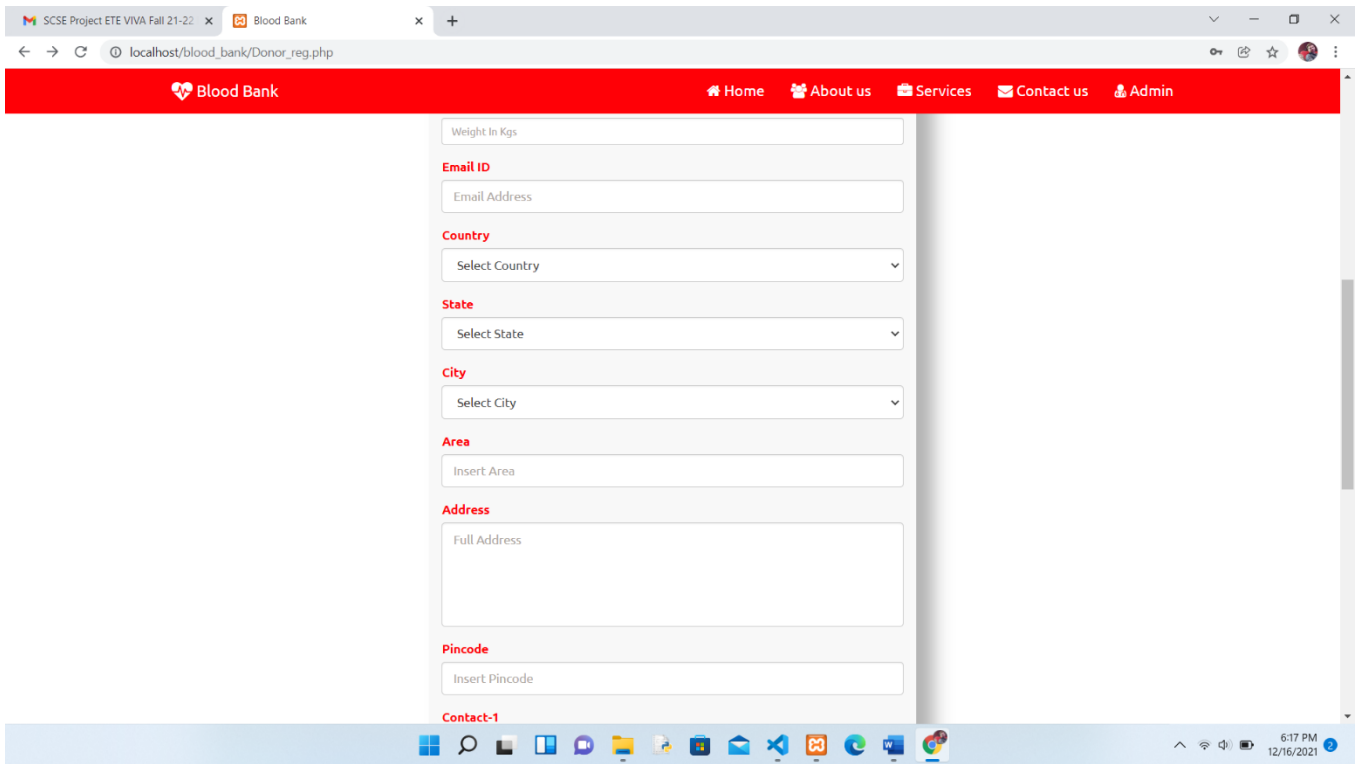 SCSE Project ETE VIVA Fall 21-22
Blood Bank
localhost/blood_bank/Donor_reg.php
Blood Bank
Home
About us
Services
Contact us
Admin
Weight In Kgs
Email ID
Email Address
Country
Select Country
State
Select State
City
Select City
Area
Insert Area
Address
Full Address
Pincode
Insert Pincode
Contact-1
6:17 PM
12/16/2021
2